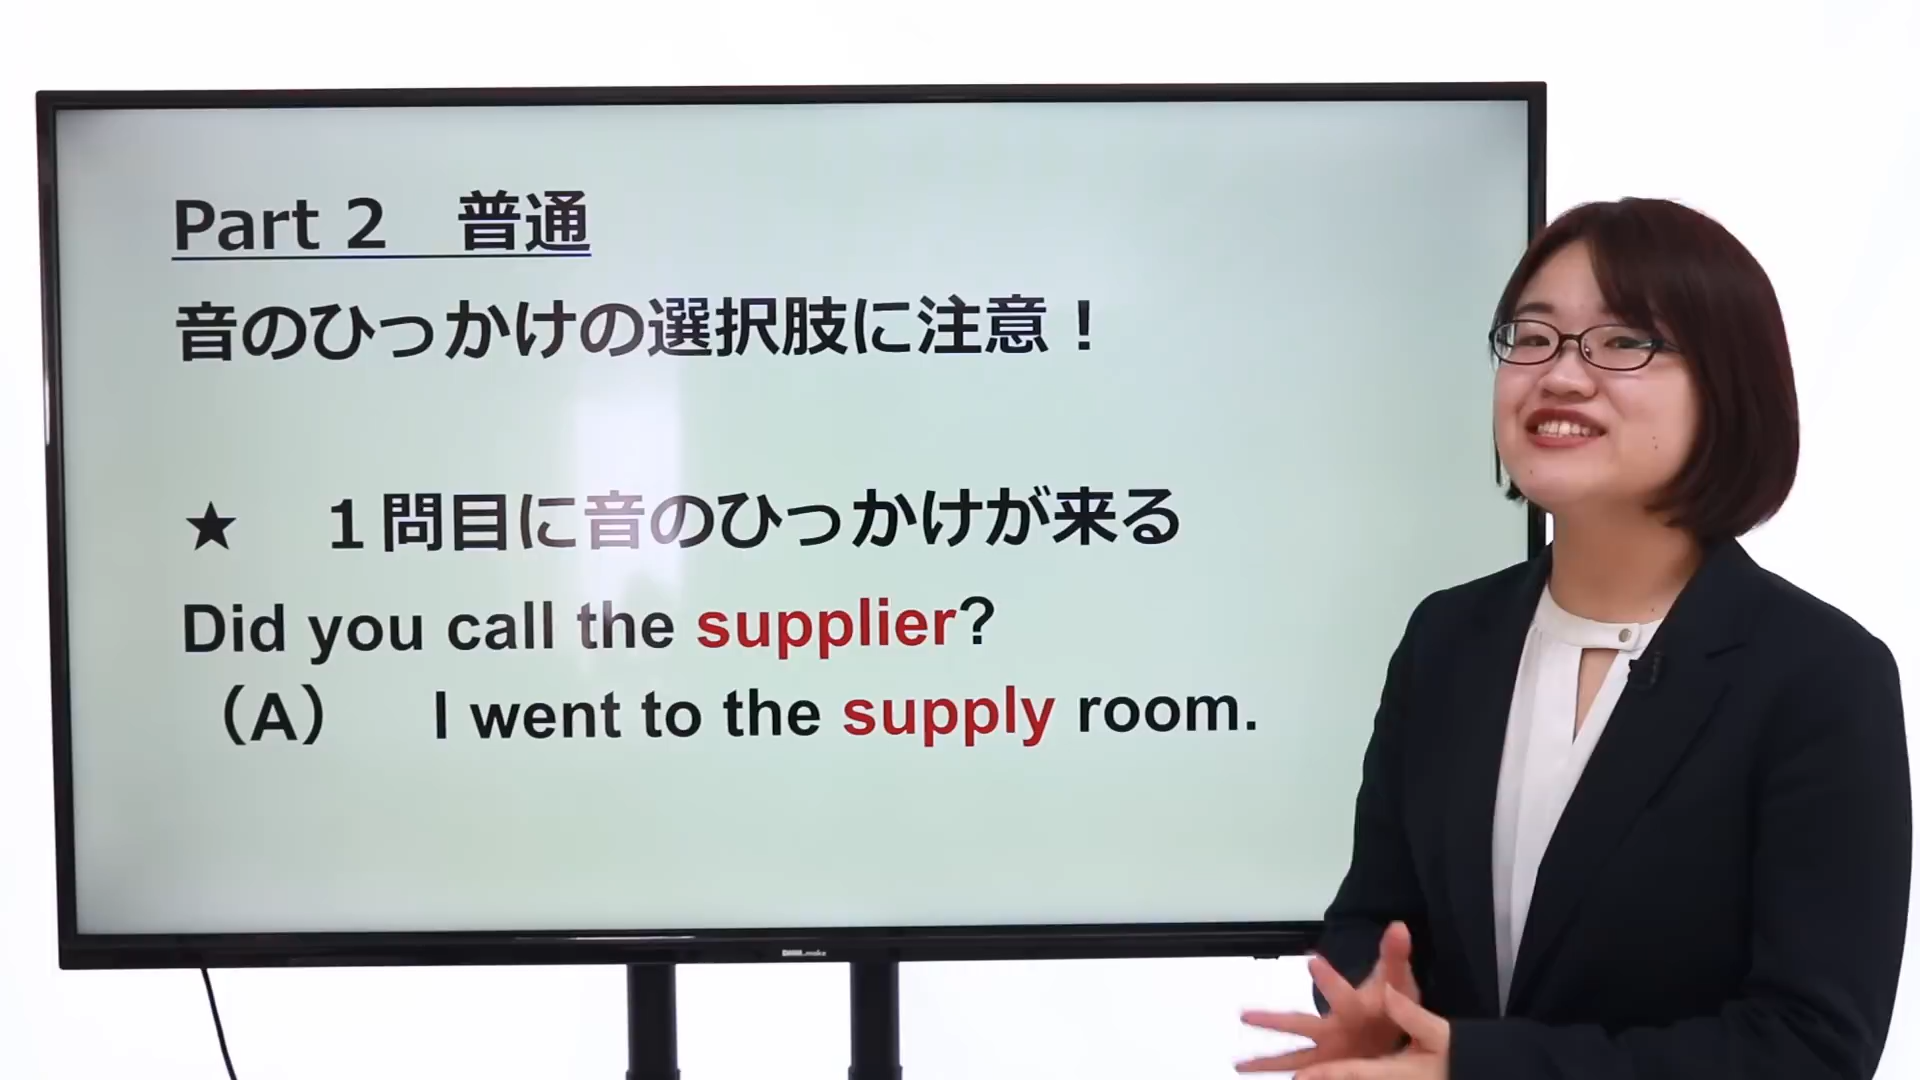 Part 2　普通
音のひっかけの選択肢に注意！
★　１問目に音のひっかけが来る
Did you call the supplier?
（A）　I went to the supply room.
DMM.make